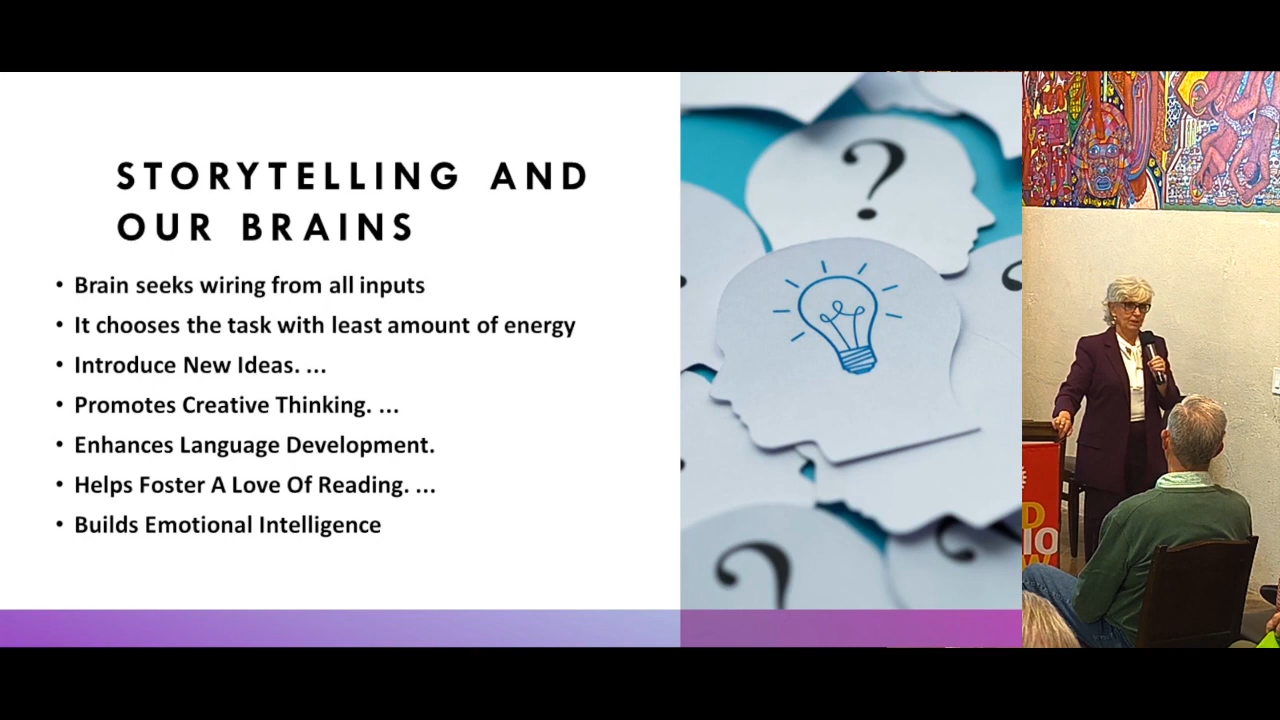 STORYTELLING AND
OUR BRAINS
• Brain seeks wiring from all inputs
• It chooses the task with least amount of energy
• Introduce New Ideas. ...
• Promotes Creative Thinking. ...
• Enhances Language Development.
• Helps Foster A Love Of Reading. ...
• Builds Emotional Intelligence
?
?